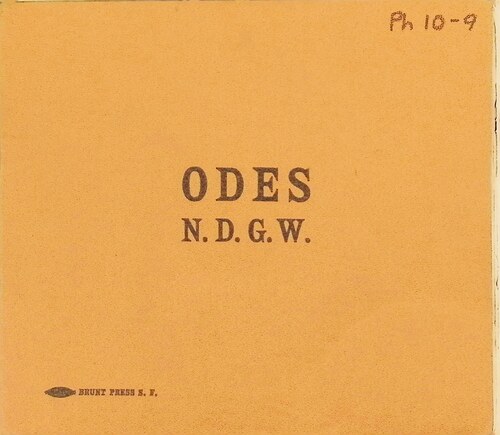 Ph 10-9
ODES
N. D. G. W.
BRUNT PRESS S. F.